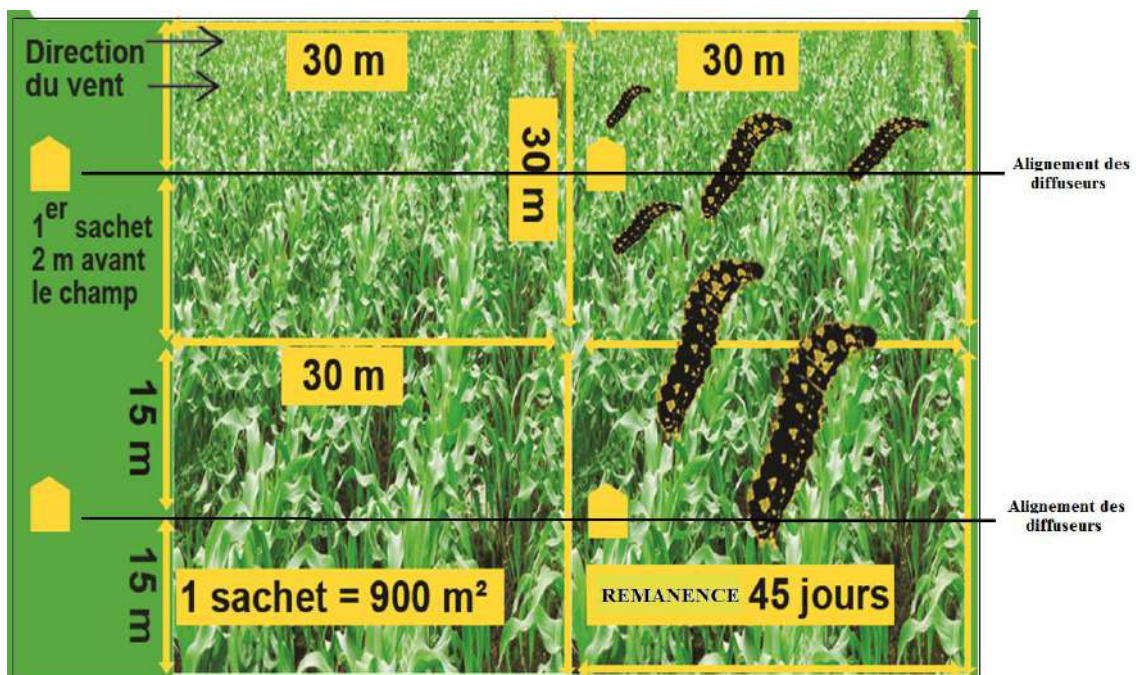 Direction
du vent
30 m
30 m
30 m
Alignement des
diffuseurs
1er sachet
2 m avant
le champ
30 m
15 m
Alignement des
diffuseurs
15 m
1 sachet = 900 m²
REMANENCE 45 jours